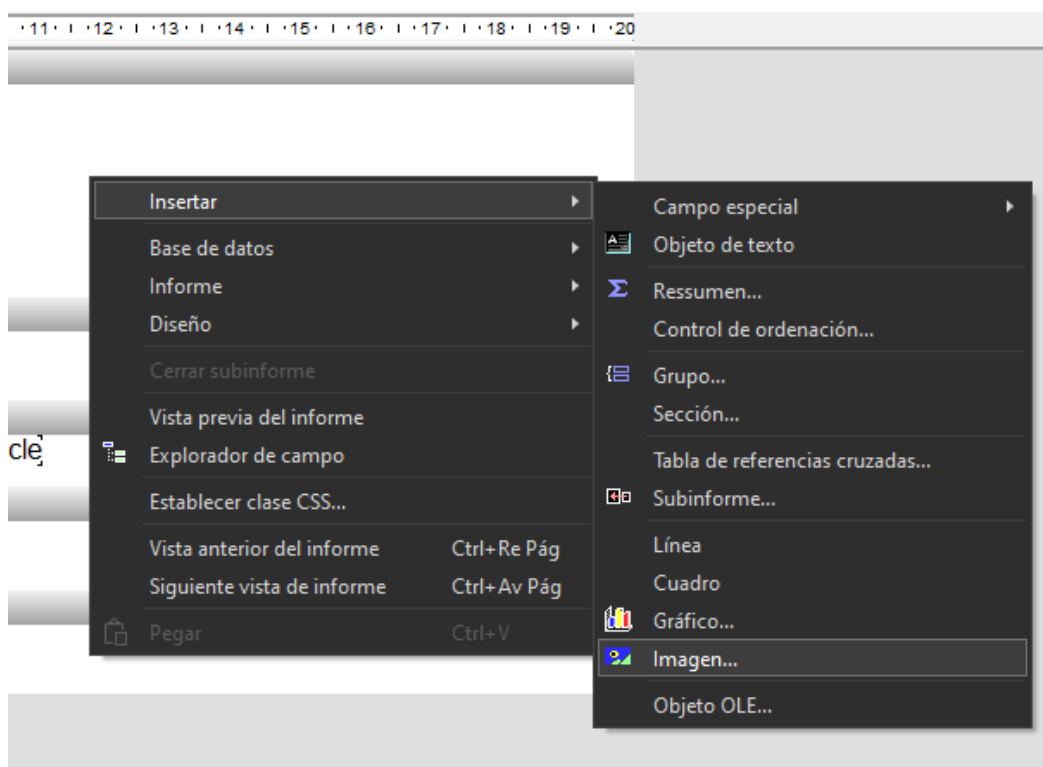 11 12 13 14 15 16 17 18 19 20
Insertar
Base de datos
Informe
Diseño
Cerrar subinforme
Vista previa del informe
cle
Explorador de campo
Establecer clase CSS...
Vista anterior del informe Ctrl+Re Pág
Siguiente vista de informe Ctrl+Av Pág
Pegar Ctrl+V
Campo especial
Objeto de texto
Ressumen...
Control de ordenación...
Grupo...
Sección...
Tabla de referencias cruzadas...
Subinforme...
Línea
Cuadro
Gráfico...
Imagen...
Objeto OLE...